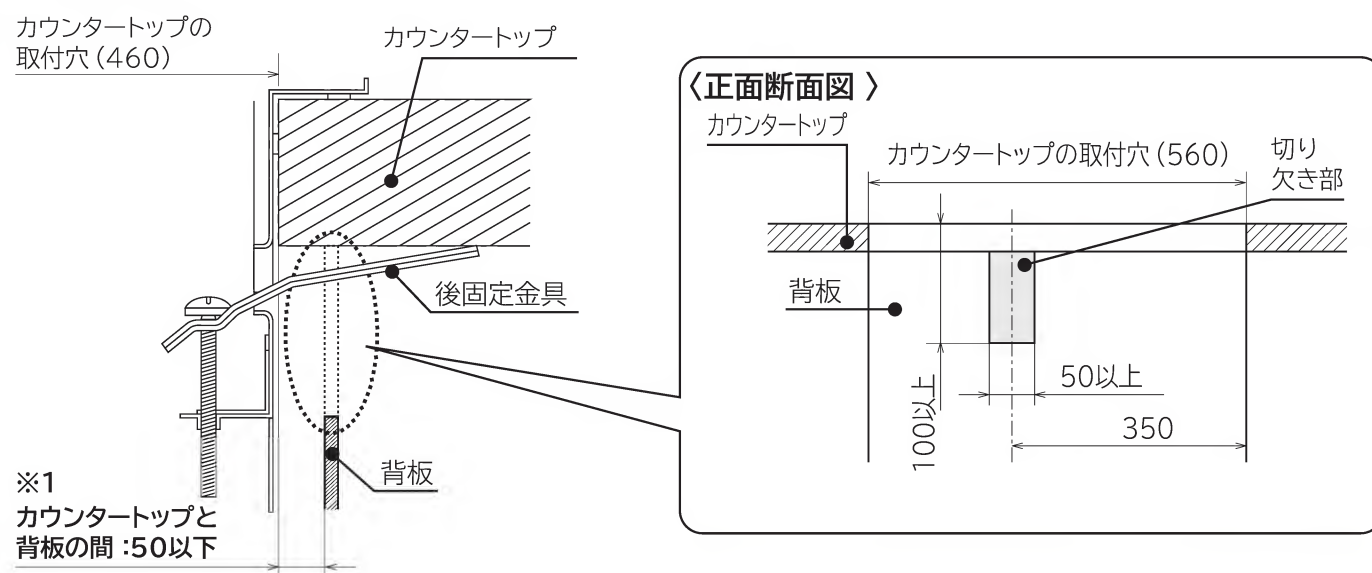 カウンタートップの
取付穴(460)
カウンタートップ
後固定金具
背板
※1
カウンタートップと
背板の間:50以下
〈正面断面図〉
カウンタートップ
カウンタートップの取付穴(560)
切り
欠き部
背板
100以上
50以上
350